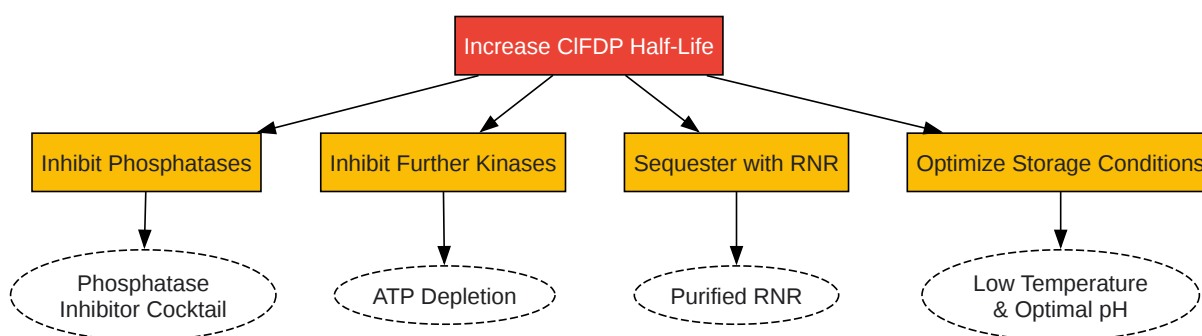 Increase ClFDP Half-Life
Inhibit Phosphatases
Inhibit Further Kinases
Sequester with RNR
Optimize Storage Conditions
Phosphatase
Inhibitor Cocktail
ATP Depletion
Purified RNR
Low Temperature
& Optimal pH